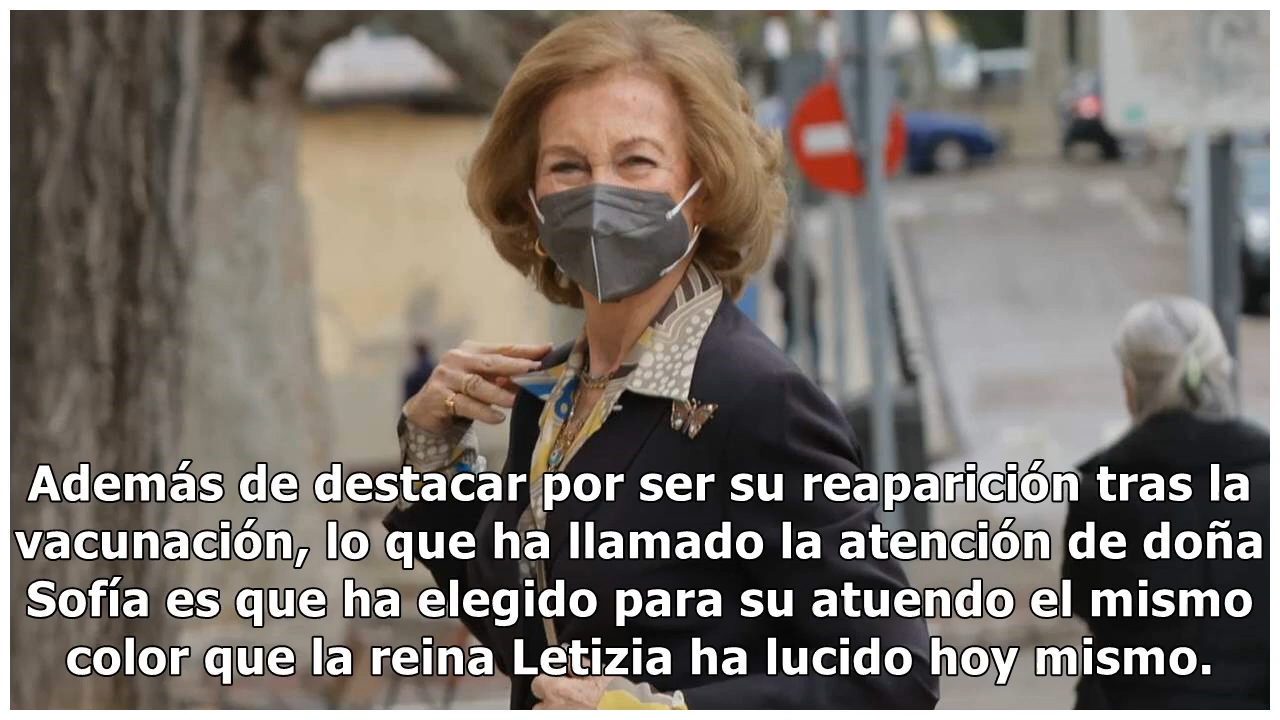 Además de destacar por ser su reaparición tras la
vacunación, lo que ha llamado la atención de doña
Sofía es que ha elegido para su atuendo el mismo
color que la reina Letizia ha lucido hoy mismo.